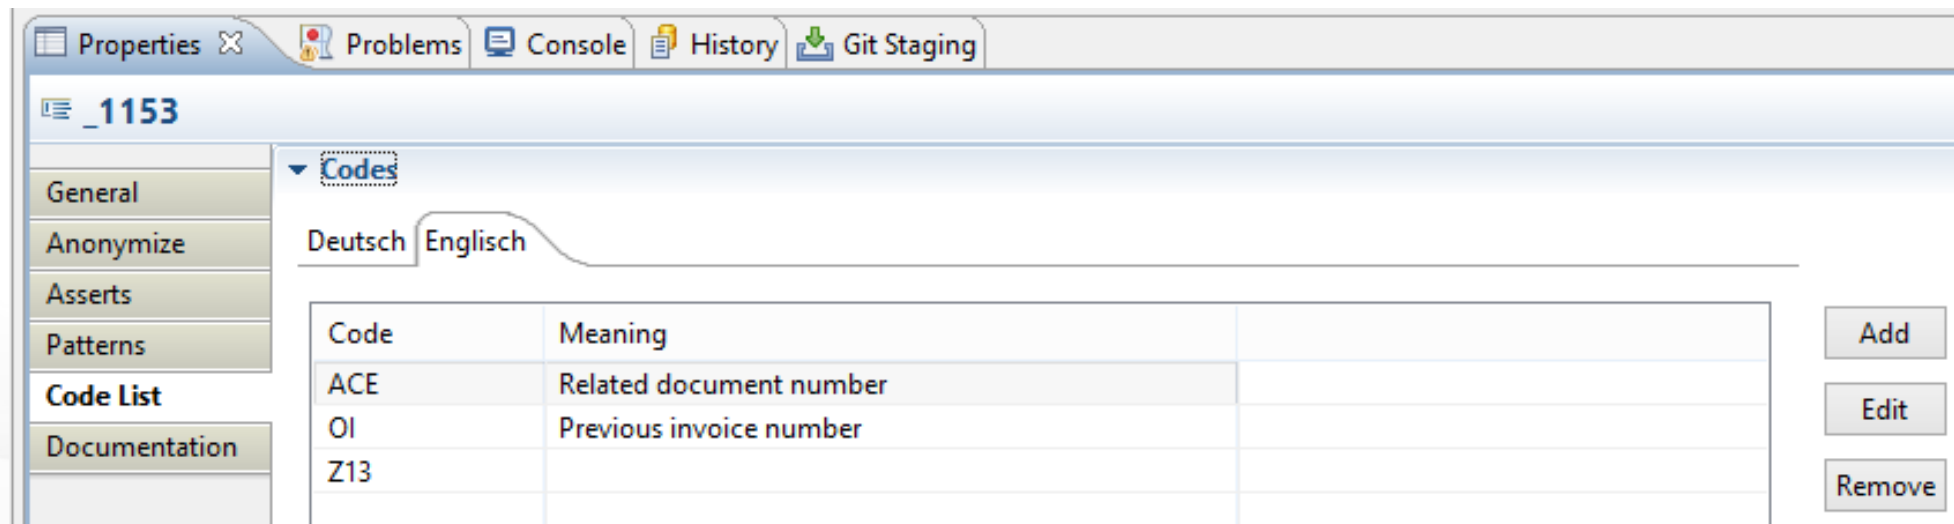 Properties Problems Console History Git Staging
_1153
Codes
General
Anonymize
Asserts
Patterns
Code List
Documentation
Deutsch Englisch
Code Meaning
ACE Related document number
OI Previous invoice number
Z13
Add
Edit
Remove